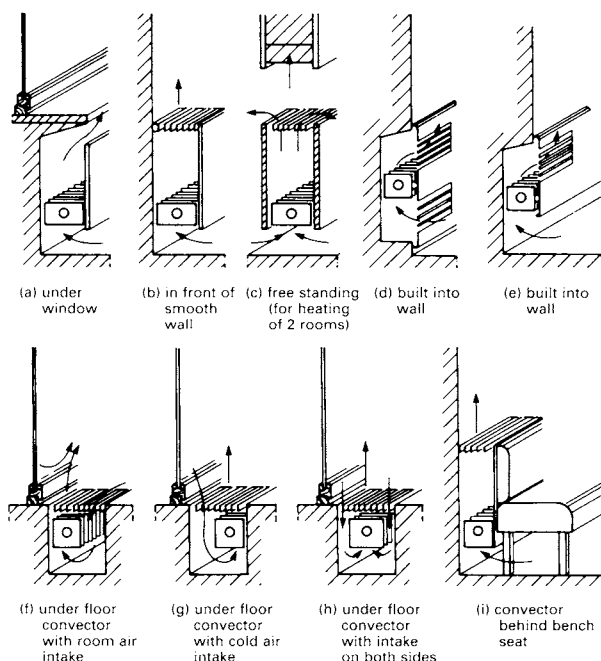 (a) under
window
(b) in front of
smooth
wall
(c) free standing
(for heating
of 2 rooms)
(d) built into
wall
(e) built into
wall
(f) under floor
convector
with room air
intake
(g) under floor
convector
with cold air
intake
(h) under floor
convector
with intake
on both sides
(i) convector
behind bench
seat